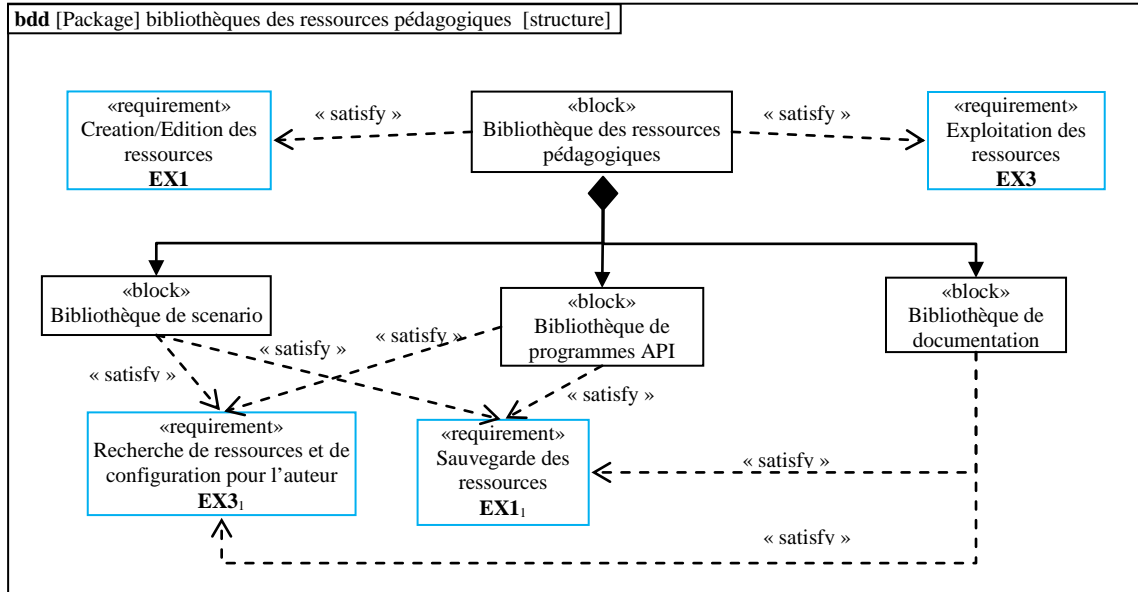 bdd [Package] bibliothèques des ressources pédagogiques [structure]
«requirement»
Creation/Edition des
ressources
EX1
« satisfy »
«block»
Bibliothèque des ressources
pédagogiques
« satisfy »
«requirement»
Exploitation des
ressources
EX3
«block»
Bibliothèque de scenario
«block»
Bibliothèque de
programmes API
«block»
Bibliothèque de
documentation
« satisfy »
« satisfy »
« satisfy »
«requirement»
Recherche de ressources et de
configuration pour l’auteur
EX31
«requirement»
Sauvegarde des
ressources
EX11
« satisfy »
« satisfy »